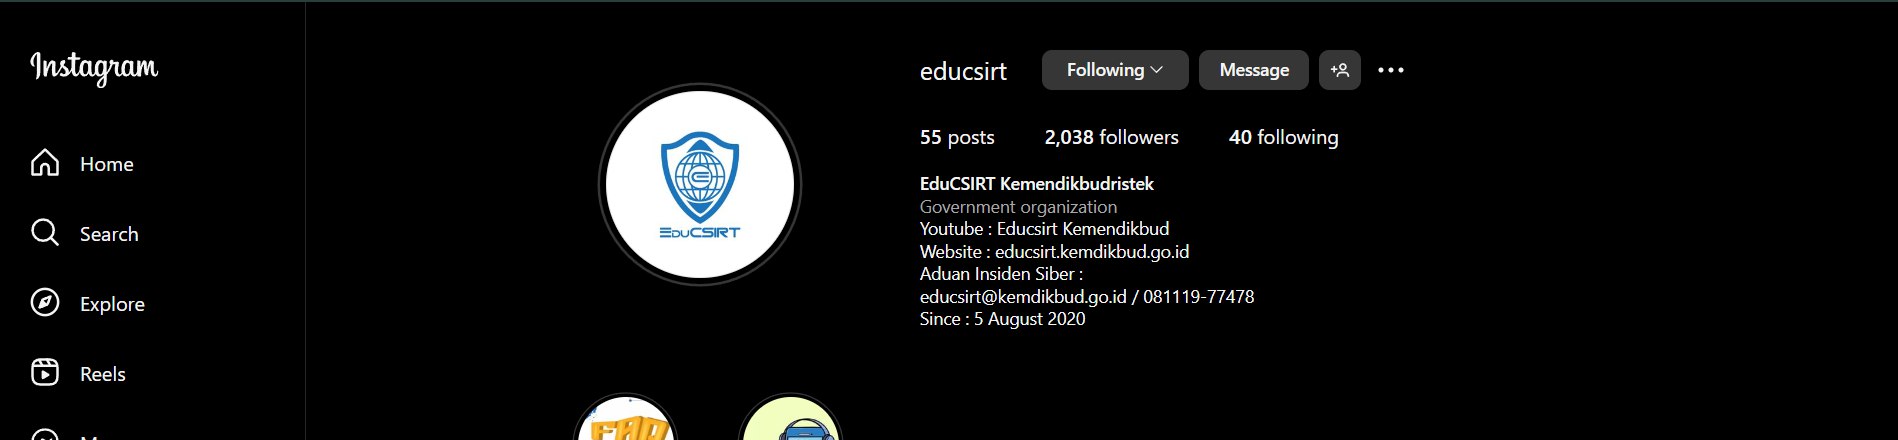 Instagram
Home
Search
Explore
Reels
EduCSIRT
educsirt
Following
Message
55 posts
2,038 followers
40 following
EduCSIRT Kemendikbudristek
Government organization
Youtube : Educsirt Kemendikbud
Website : educsirt.kemdikbud.go.id
Aduan Insiden Siber :
educsirt@kemdikbud.go.id / 081119-77478
Since : 5 August 2020
FAQ